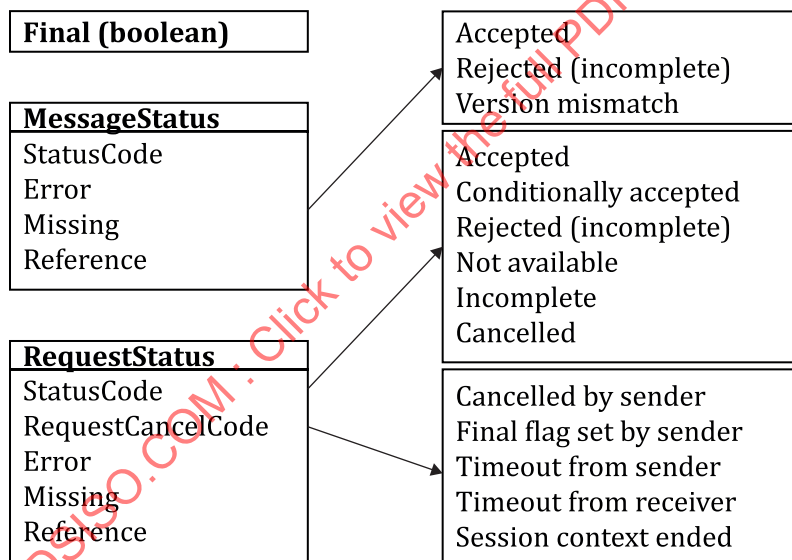 Final (boolean)
MessageStatus
StatusCode
Error
Missing
Reference
RequestStatus
StatusCode
RequestCancelCode
Error
Missing
Reference
Accepted
Rejected (incomplete)
Version mismatch
Accepted
Conditionally accepted
Rejected (incomplete)
Not available
Incomplete
Cancelled
Cancelled by sender
Final flag set by sender
Timeout from sender
Timeout from receiver
Session context ended
DSISO.COM : Click to view the full PDF